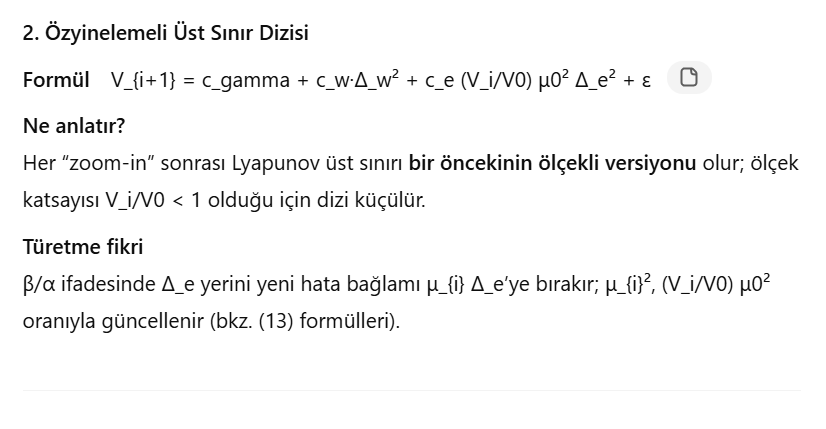 2. Özyinelemeli Üst Sınır Dizisi
Formül V_{i+1} = c_gamma + c_w·Δ_w² + c_e (V_i/V0) µ0² Δ_e² + ε
Ne anlatır?
Her “zoom-in” sonrası Lyapunov üst sınırı bir öncekinin ölçekli versiyonu olur; ölçek
katsayısı V_i/V0 < 1 olduğu için dizi küçülür.
Türetme fikri
β/α ifadesinde Δ_e yerini yeni hata bağlamı µ_{i} Δ_e’ye bırakır; µ_{i}², (V_i/V0) µ0²
oranıyla güncellenir (bkz. (13) formülleri).